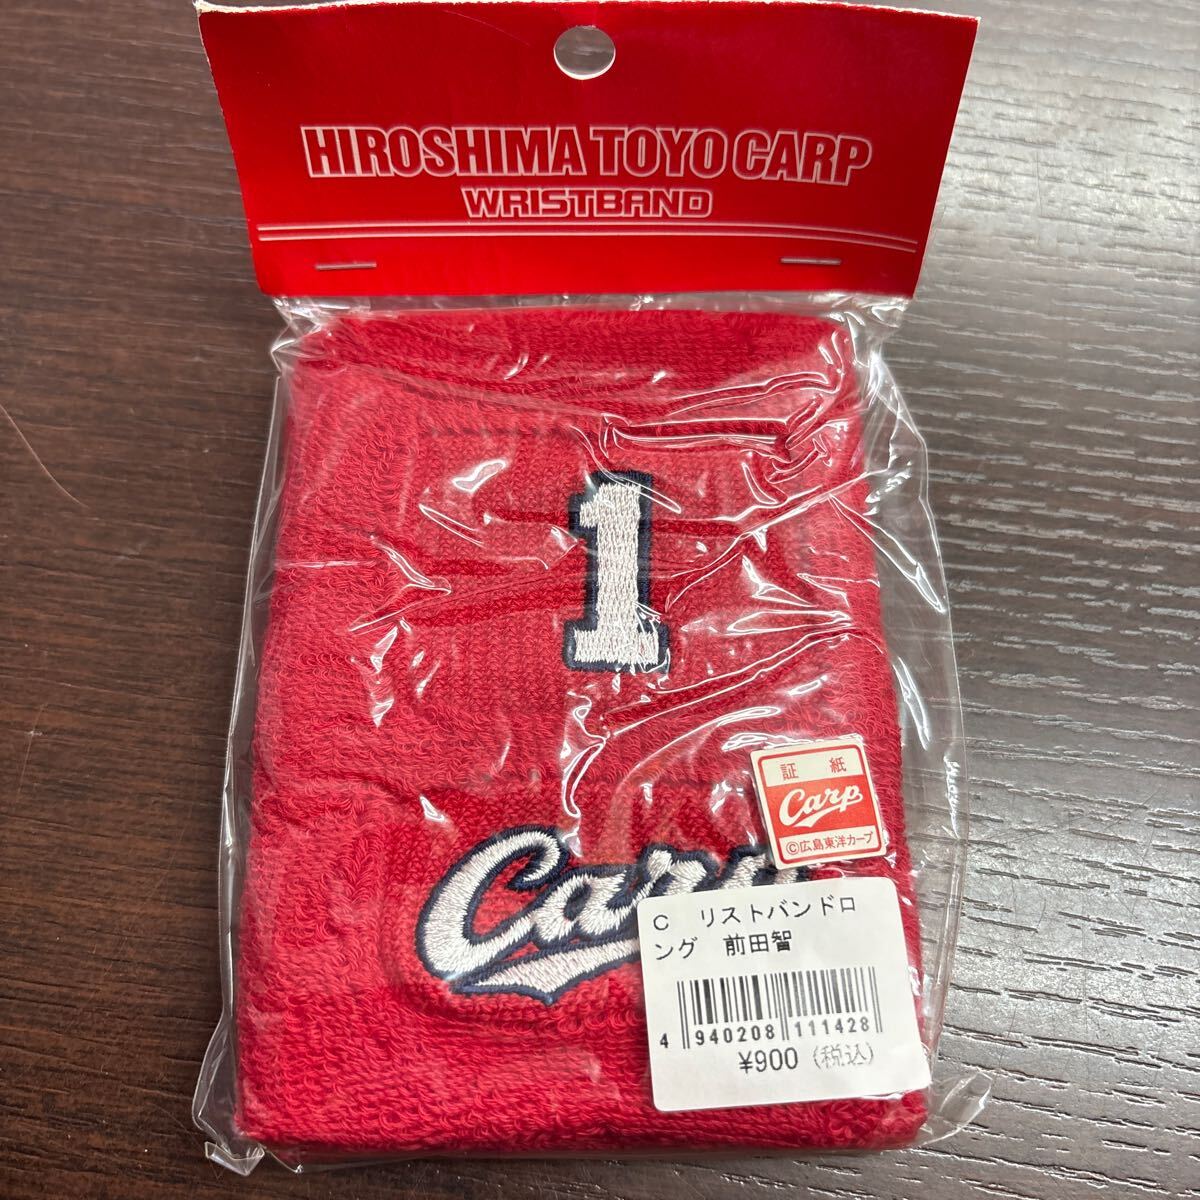 HIROSHIMA TOYO CARP
WRISTBAND
1
証 紙
Carp
©広島東洋カープ
Carp
C リストバンドロ
ング 前田智
4 940208 111428
¥900 (税込)